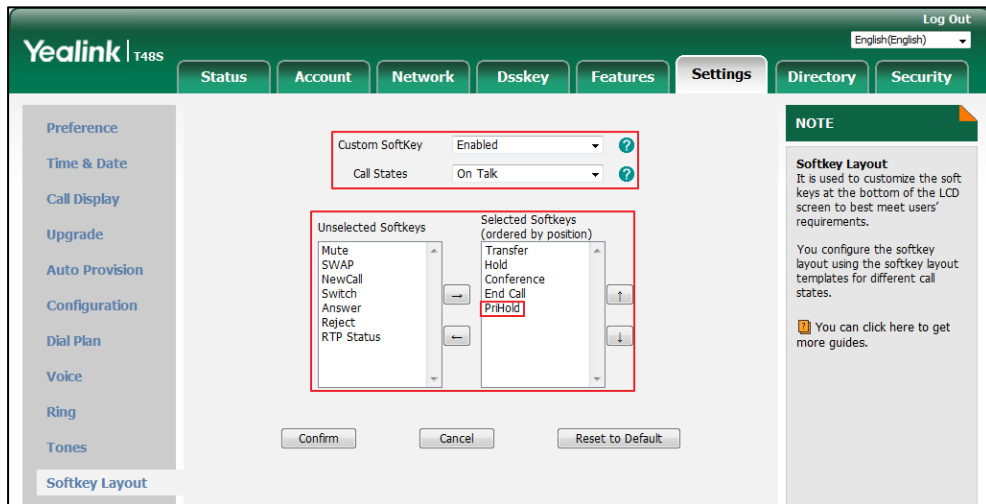 Log Out
Yealink | T48S
English(English)
Status Account Network Dsskey Features Settings Directory Security
Preference
Time & Date
Call Display
Upgrade
Auto Provision
Configuration
Dial Plan
Voice
Ring
Tones
Softkey Layout
Custom SoftKey Enabled ?
Call States On Talk ?
Unselected Softkeys
Mute
SWAP
NewCall
Switch
Answer
Reject
RTP Status
→
←
Selected Softkeys
(ordered by position)
Transfer
Hold
Conference
End Call
PriHold
↑
↓
Confirm Cancel Reset to Default
NOTE
Softkey Layout
It is used to customize the soft
keys at the bottom of the LCD
screen to best meet users'
requirements.
You configure the softkey
layout using the softkey layout
templates for different call
states.
? You can click here to get
more guides.